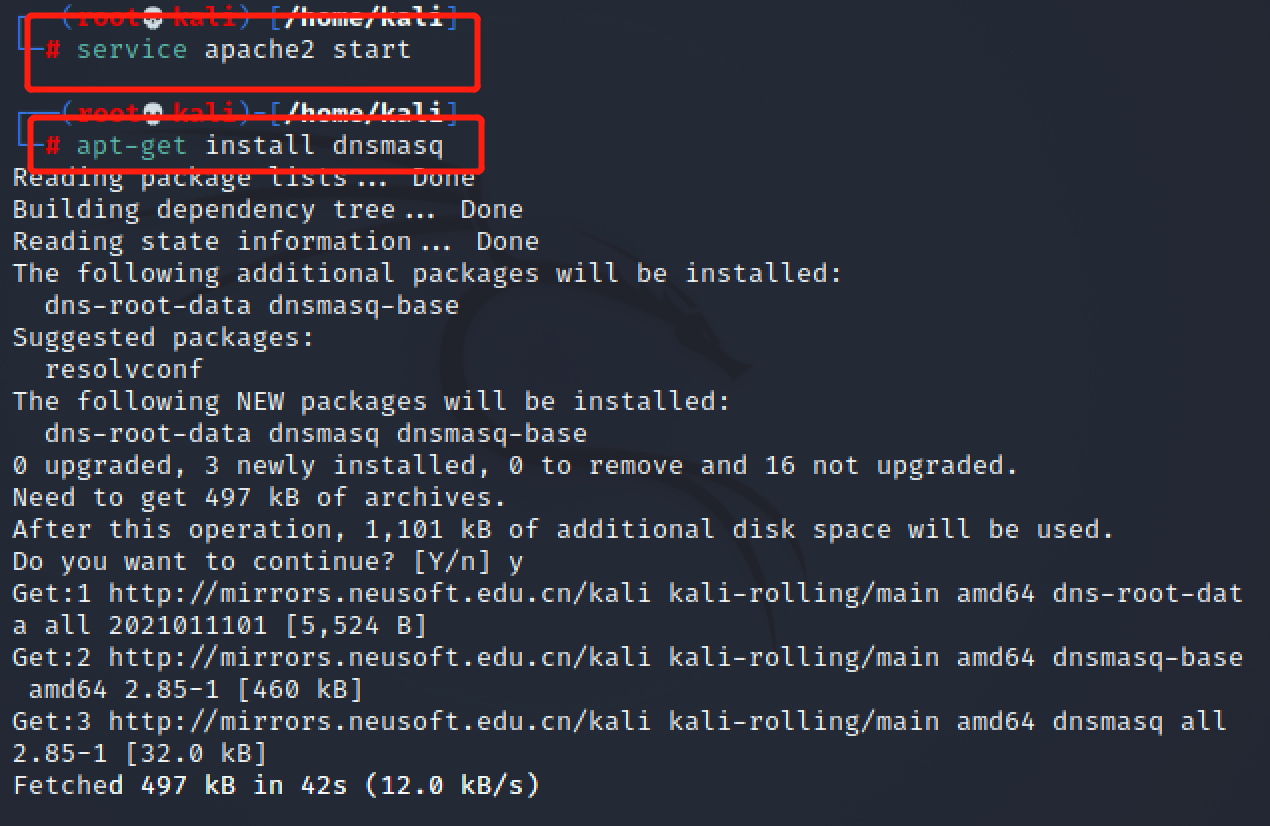 (root💀kali)-[/home/kali]
# service apache2 start
(root💀kali)-[/home/kali]
# apt-get install dnsmasq
Reading package lists... Done
Building dependency tree... Done
Reading state information... Done
The following additional packages will be installed:
  dns-root-data dnsmasq-base
Suggested packages:
  resolvconf
The following NEW packages will be installed:
  dns-root-data dnsmasq dnsmasq-base
0 upgraded, 3 newly installed, 0 to remove and 16 not upgraded.
Need to get 497 kB of archives.
After this operation, 1,101 kB of additional disk space will be used.
Do you want to continue? [Y/n] y
Get:1 http://mirrors.neusoft.edu.cn/kali kali-rolling/main amd64 dns-root-dat
a all 2021011101 [5,524 B]
Get:2 http://mirrors.neusoft.edu.cn/kali kali-rolling/main amd64 dnsmasq-base
 amd64 2.85-1 [460 kB]
Get:3 http://mirrors.neusoft.edu.cn/kali kali-rolling/main amd64 dnsmasq all
2.85-1 [32.0 kB]
Fetched 497 kB in 42s (12.0 kB/s)